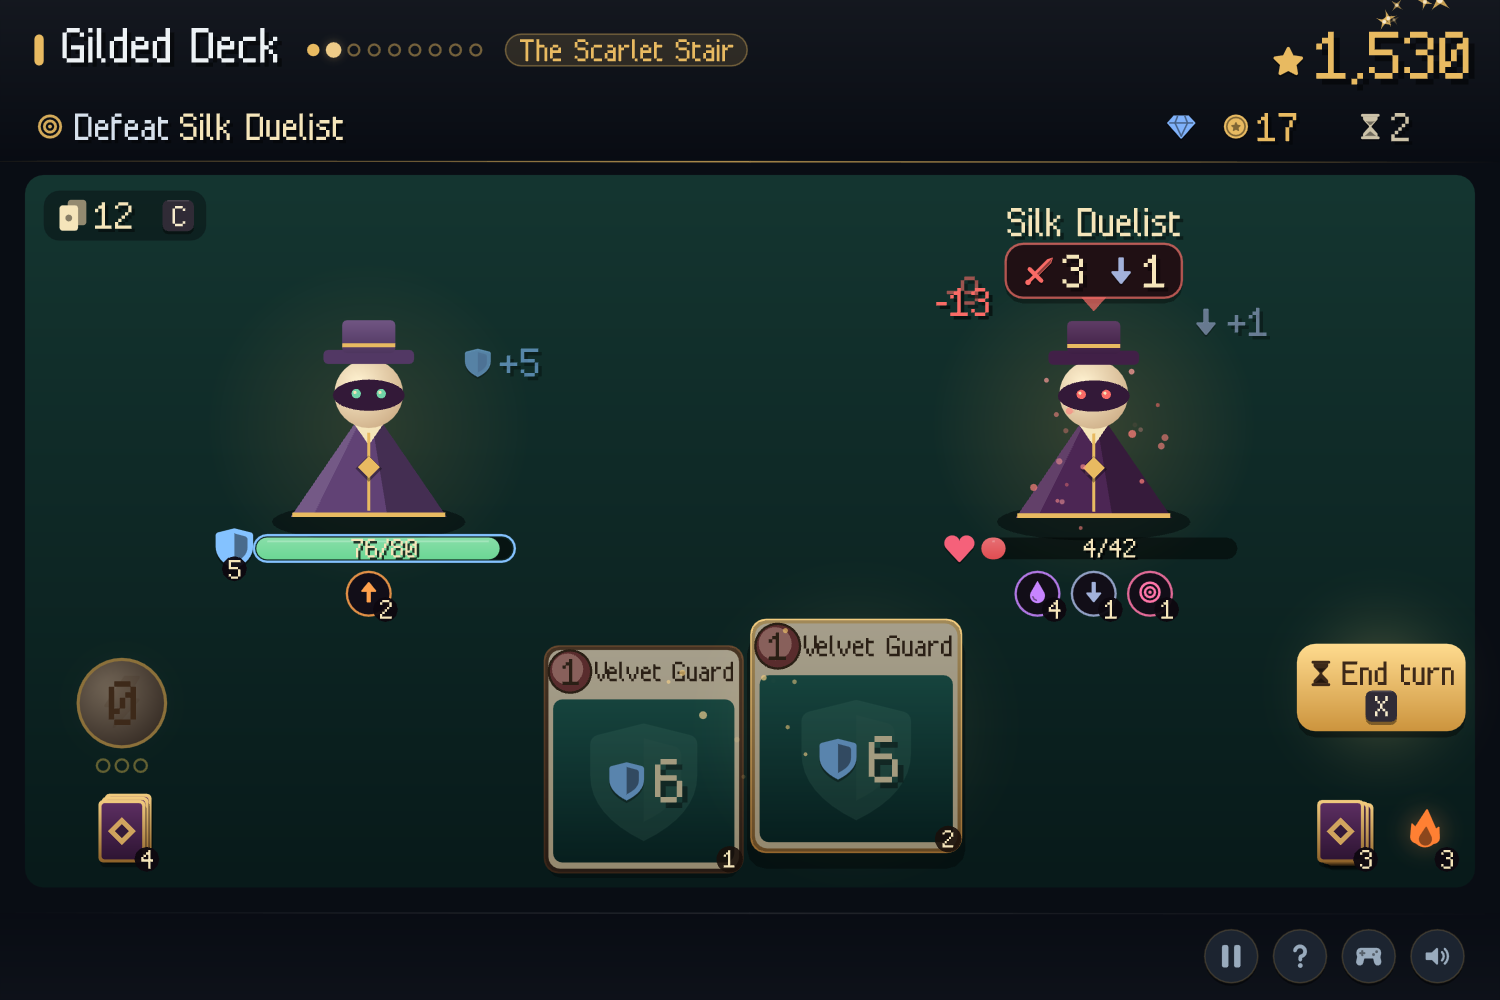 Gilded Deck
The Scarlet Stair
1,530
Defeat Silk Duelist
17
2
12
C
Silk Duelist
3 1
-13
+1
+5
76/80
5
2
4/42
4 1 1
1 Velvet Guard
6
1
1 Velvet Guard
6
2
End turn
X
0
4
3
3
?